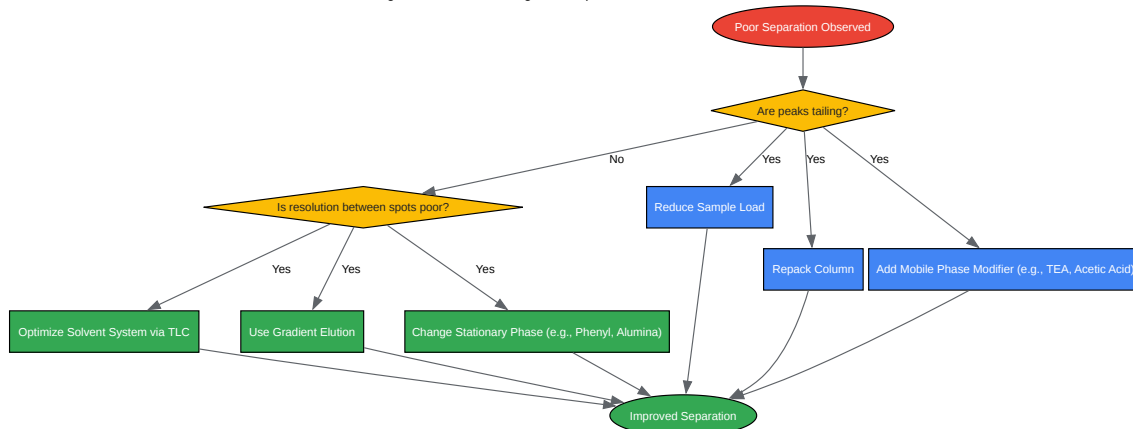 Poor Separation Observed
Are peaks tailing?
No
Yes
Yes
Yes
Is resolution between spots poor?
Reduce Sample Load
Repack Column
Add Mobile Phase Modifier (e.g., TEA, Acetic Acid)
Yes
Yes
Yes
Optimize Solvent System via TLC
Use Gradient Elution
Change Stationary Phase (e.g., Phenyl, Alumina)
Improved Separation